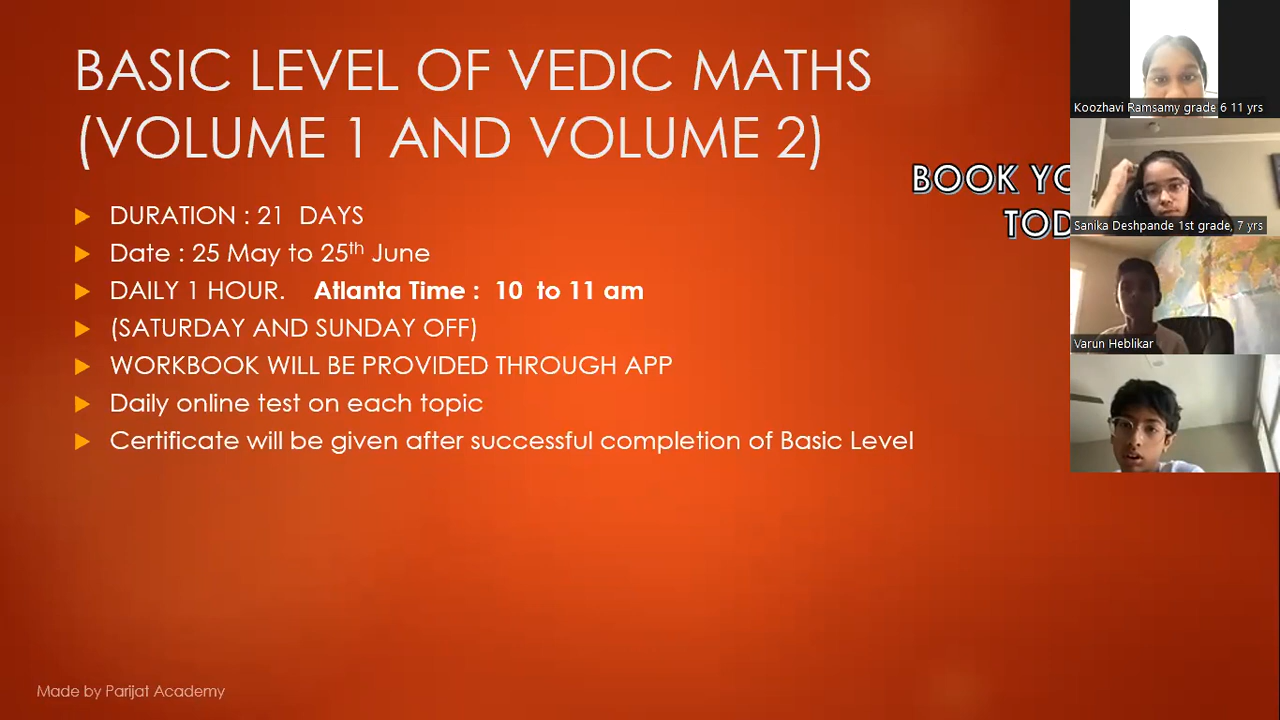 BASIC LEVEL OF VEDIC MATHS
(VOLUME 1 AND VOLUME 2)
DURATION : 21 DAYS
Date : 25 May to 25th June
DAILY 1 HOUR. Atlanta Time : 10 to 11 am
(SATURDAY AND SUNDAY OFF)
WORKBOOK WILL BE PROVIDED THROUGH APP
Daily online test on each topic
Certificate will be given after successful completion of Basic Level
BOOK
Made by Parijat Academy
Koozhavi Ramsamy grade 6 11 yrs
Sanika Deshpande 1st grade, 7 yrs
Varun Heblikar